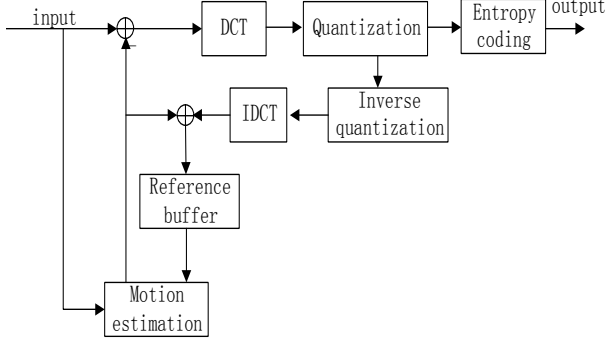 input
DCT
Quantization
Entropy
coding
output
Inverse
quantization
IDCT
Reference
buffer
Motion
estimation